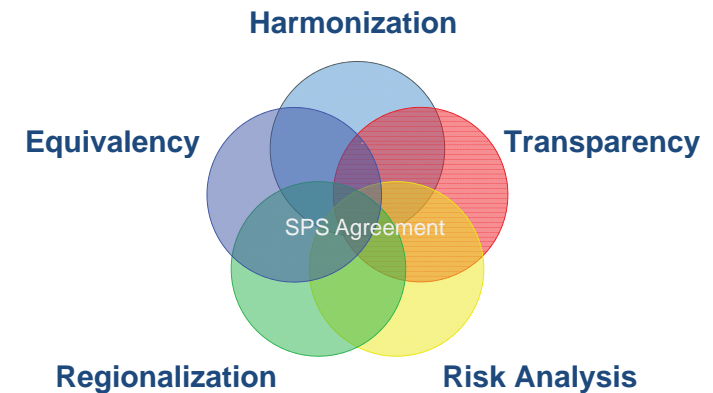 Harmonization
Equivalency
Transparency
SPS Agreement
Regionalization
Risk Analysis